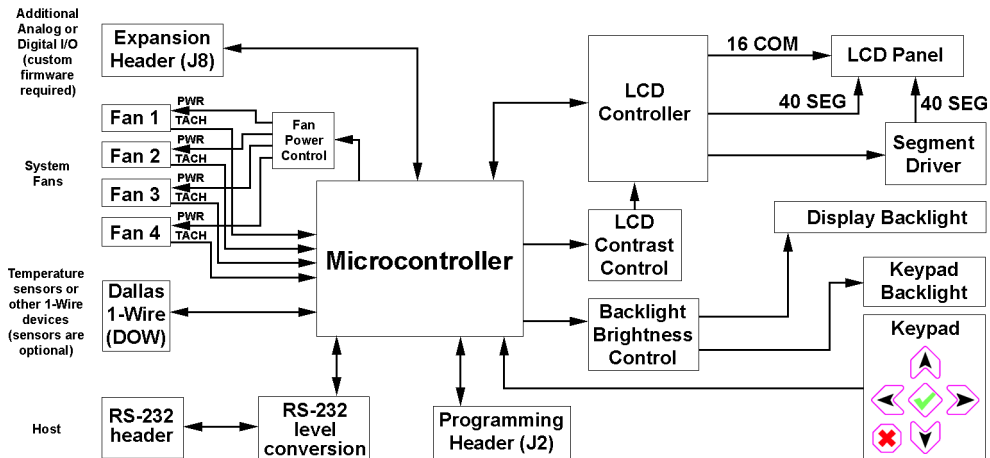 Additional
Analog or
Digital I/O
(custom
firmware
required)
Expansion
Header (J8)
System
Fans
Fan 1
PWR
TACH
Fan 2
PWR
TACH
Fan 3
PWR
TACH
Fan 4
PWR
TACH
Fan
Power
Control
Temperature
sensors or
other 1-Wire
devices
(sensors are
optional)
Dallas
1-Wire
(DOW)
Host
RS-232
header
RS-232
level
conversion
Microcontroller
Programming
Header (J2)
LCD
Controller
16 COM
40 SEG
LCD Panel
40 SEG
Segment
Driver
LCD
Contrast
Control
Backlight
Brightness
Control
Display Backlight
Keypad
Backlight
Keypad